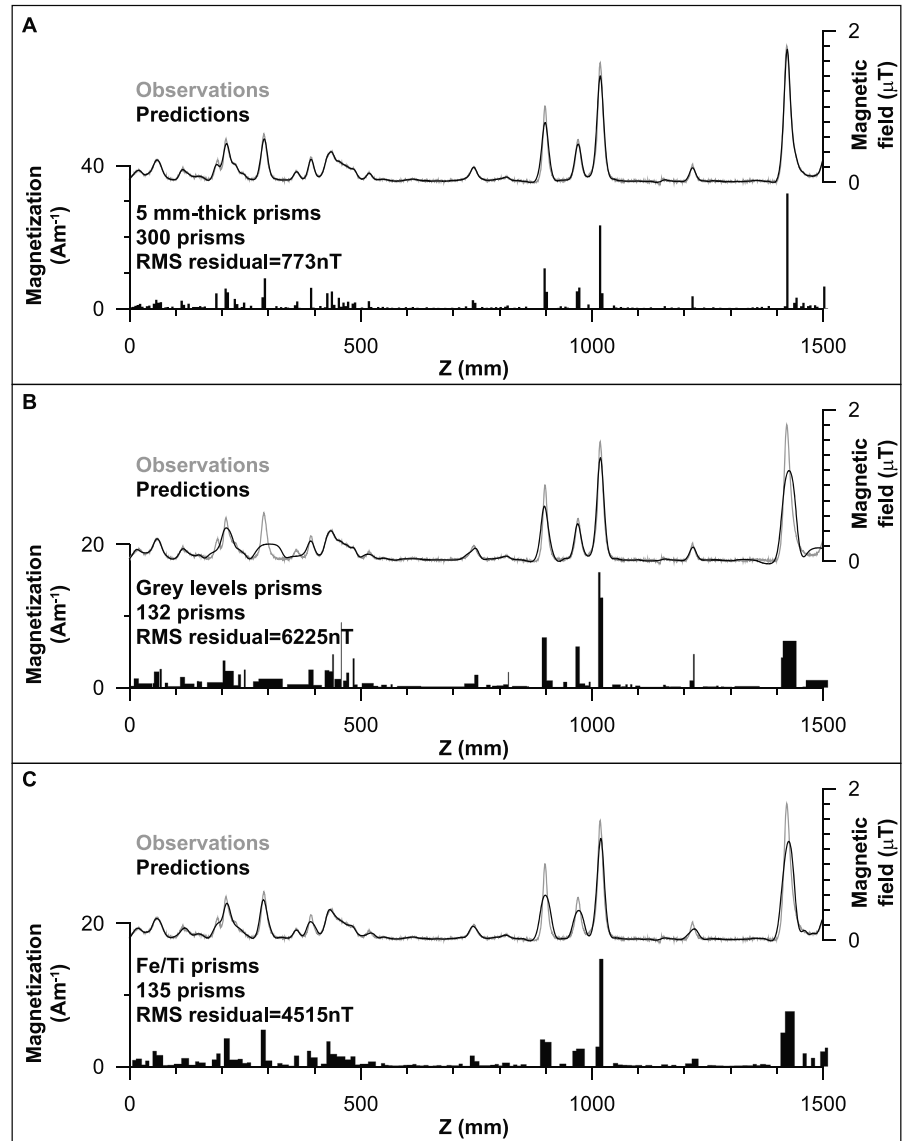 A
2
Observations
Predictions
Magnetic field (μT)
40
0
Magnetization (Am-1)
5 mm-thick prisms
300 prisms
RMS residual=773nT
0
0 500 1000 1500
Z (mm)
B
2
Observations
Predictions
Magnetic field (μT)
20
0
Magnetization (Am-1)
Grey levels prisms
132 prisms
RMS residual=6225nT
0
0 500 1000 1500
Z (mm)
C
2
Observations
Predictions
Magnetic field (μT)
20
0
Magnetization (Am-1)
Fe/Ti prisms
135 prisms
RMS residual=4515nT
0
0 500 1000 1500
Z (mm)